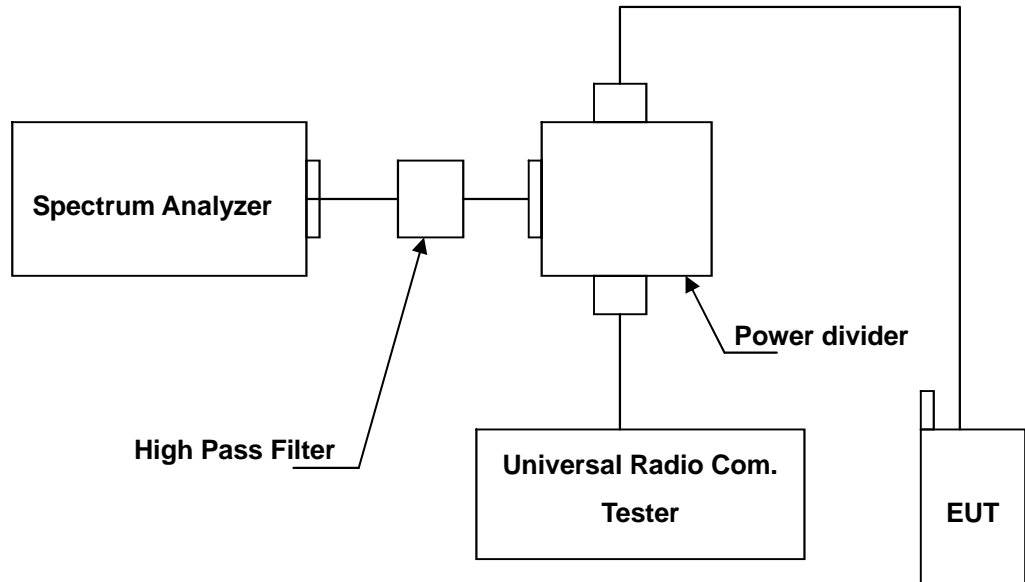 Spectrum Analyzer
Power divider
High Pass Filter
Universal Radio Com.
Tester
EUT